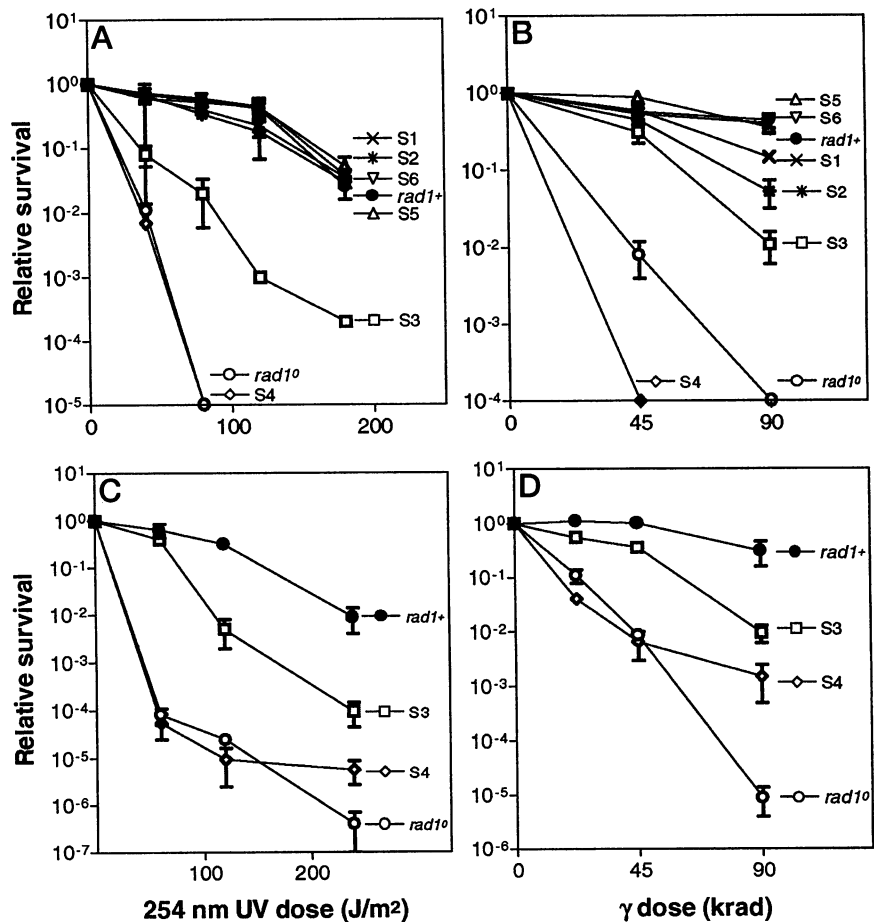 A
Relative survival
10¹
10⁰
10⁻¹
10⁻²
10⁻³
10⁻⁴
10⁻⁵
0
100
200
S1
S2
S6
rad1+
S5
S3
rad1⁰
S4
B
10¹
10⁰
10⁻¹
10⁻²
10⁻³
10⁻⁴
0
45
90
S5
S6
rad1+
S1
S2
S3
S4
rad1⁰
C
Relative survival
10¹
10⁰
10⁻¹
10⁻²
10⁻³
10⁻⁴
10⁻⁵
10⁻⁶
10⁻⁷
100
200
rad1+
S3
S4
rad1⁰
254 nm UV dose (J/m²)
D
10¹
10⁰
10⁻¹
10⁻²
10⁻³
10⁻⁴
10⁻⁵
10⁻⁶
0
45
90
rad1+
S3
S4
rad1⁰
γ dose (krad)